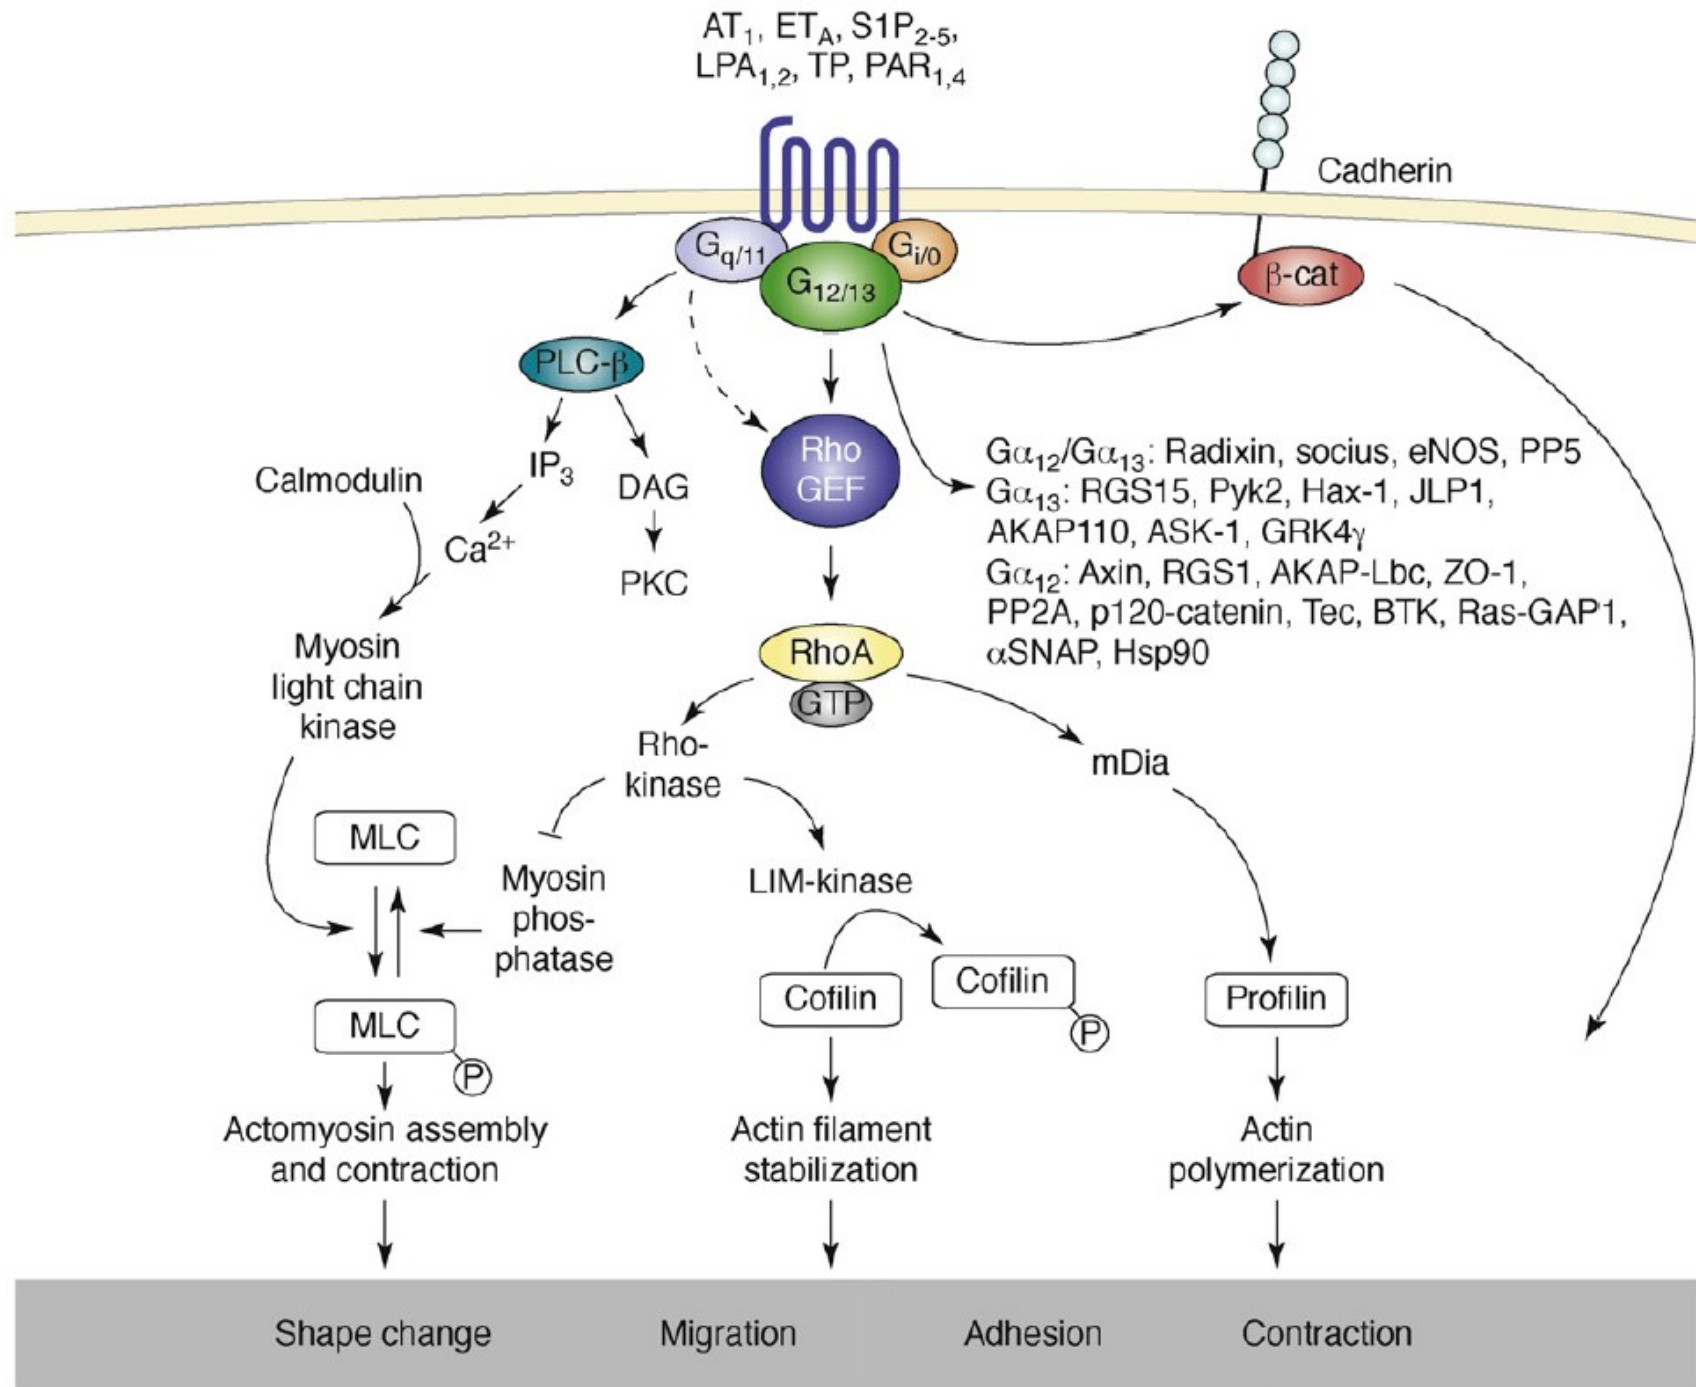 AT1, ETA, S1P2-5,
LPA1,2, TP, PAR1,4
Cadherin
Gq/11
Gi/0
G12/13
β-cat
PLC-β
Rho
GEF
IP3
DAG
Calmodulin
Ca2+
PKC
Gα12/Gα13: Radixin, socius, eNOS, PP5
Gα13: RGS15, Pyk2, Hax-1, JLP1,
AKAP110, ASK-1, GRK4γ
Gα12: Axin, RGS1, AKAP-Lbc, ZO-1,
PP2A, p120-catenin, Tec, BTK, Ras-GAP1,
αSNAP, Hsp90
Myosin
light chain
kinase
RhoA
GTP
Rho-
kinase
mDia
MLC
Myosin
phos-
phatase
LIM-kinase
MLC
P
Cofilin
Cofilin
P
Profilin
Actomyosin assembly
and contraction
Actin filament
stabilization
Actin
polymerization
Shape change
Migration
Adhesion
Contraction